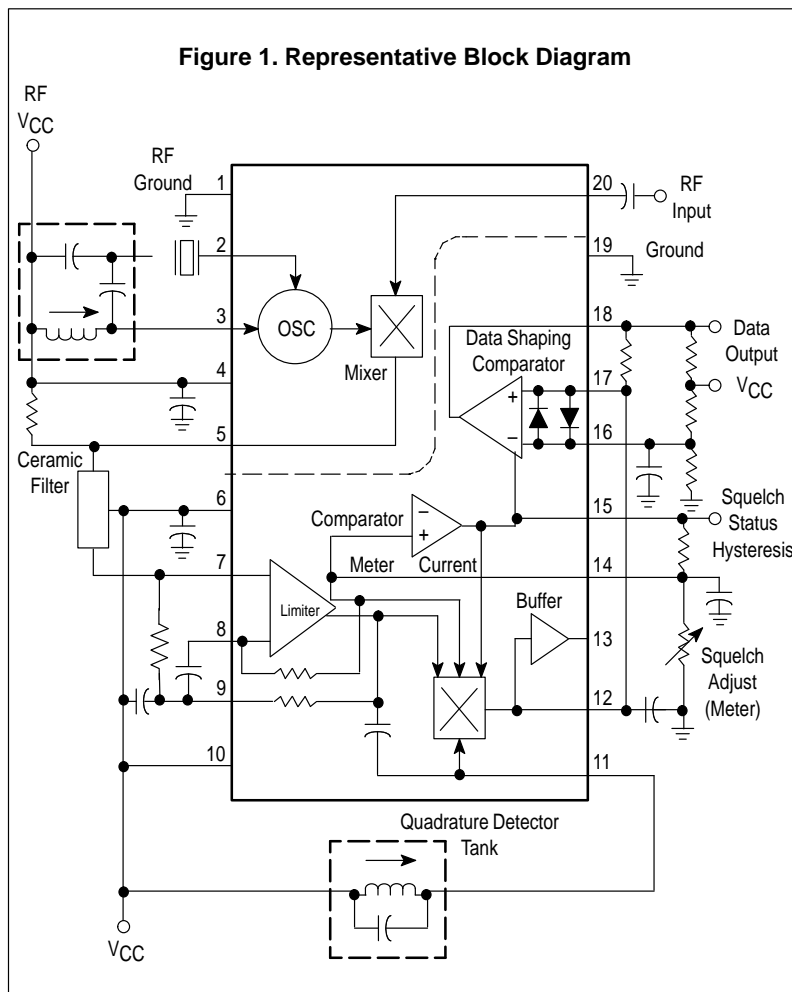 Figure 1. Representative Block Diagram
RF
VCC
RF
Ground
1
20
RF
Input
2
19
Ground
OSC
3
18
Data
Output
Mixer
Data Shaping
Comparator
4
17
VCC
+
−
16
5
Ceramic
Filter
6
Comparator
−
+
15
Squelch
Status
Hysteresis
7
Meter
Current
14
Limiter
Buffer
8
13
Squelch
Adjust
(Meter)
9
12
10
11
Quadrature Detector
Tank
VCC